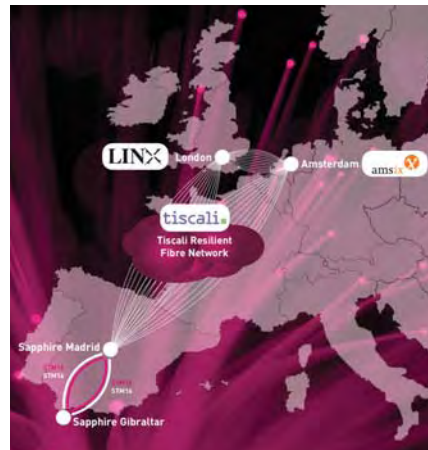 LINX
London
Amsterdam
amsix
tiscali.
Tiscali Resilient
Fibre Network
Sapphire Madrid
STM16
STM16
Sapphire Gibraltar